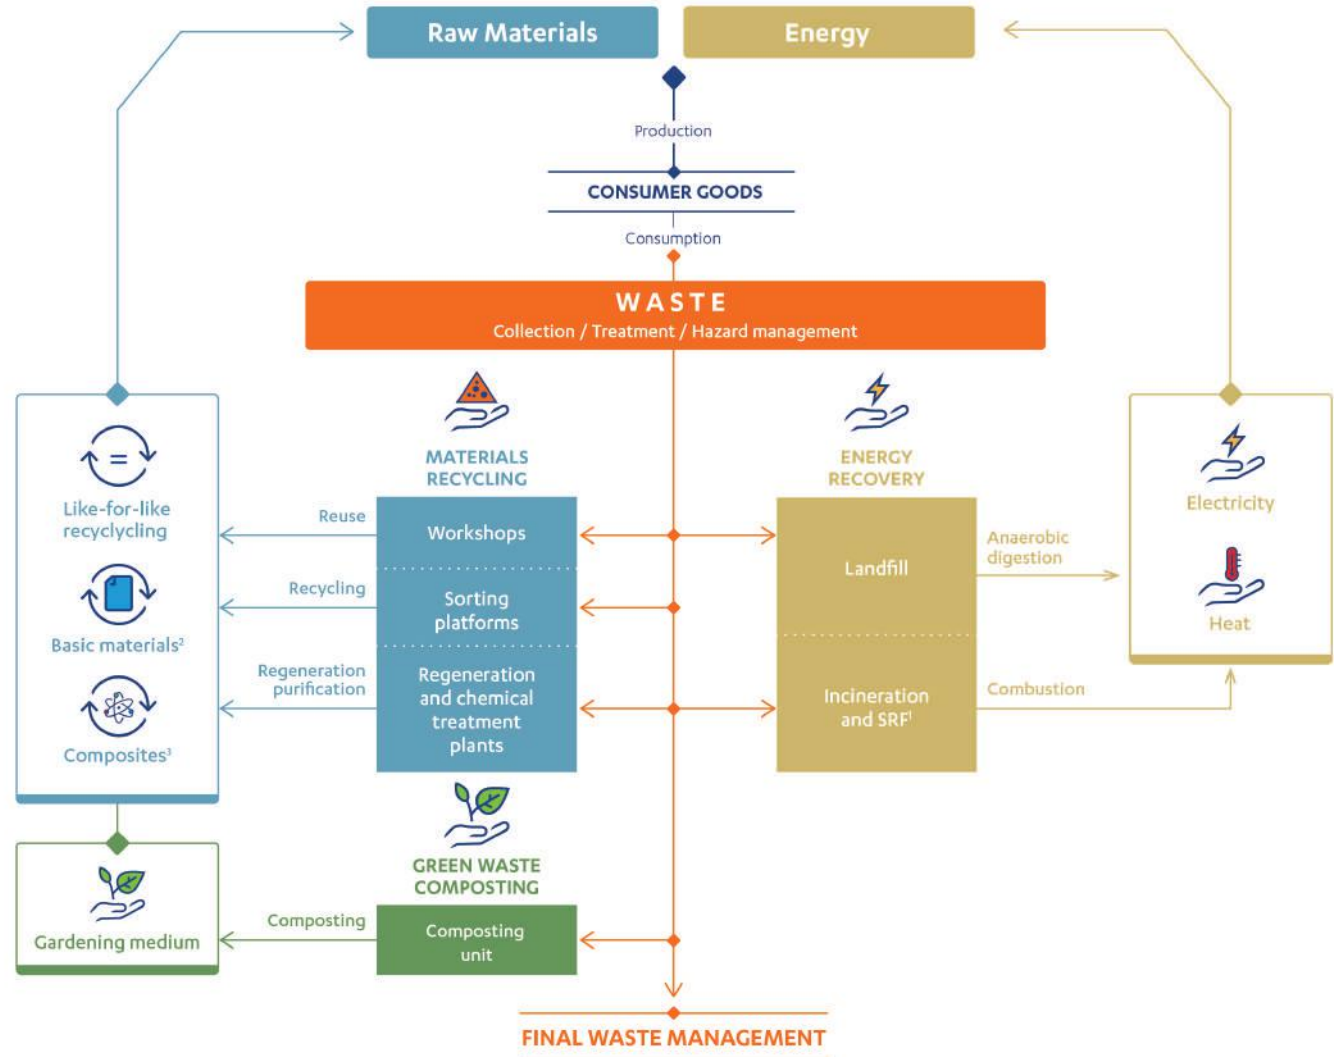 Raw Materials
Energy
Production
CONSUMER GOODS
Consumption
WASTE
Collection / Treatment / Hazard management
MATERIALS
RECYCLING
ENERGY
RECOVERY
Like-for-like
recyclycing
Basic materials²
Composites³
Reuse
Recycling
Regeneration
purification
Workshops
Sorting
platforms
Regeneration
and chemical
treatment
plants
Landfill
Incineration
and SRF¹
Anaerobic
digestion
Combustion
Electricity
Heat
GREEN WASTE
COMPOSTING
Gardening medium
Composting
Composting
unit
FINAL WASTE MANAGEMENT